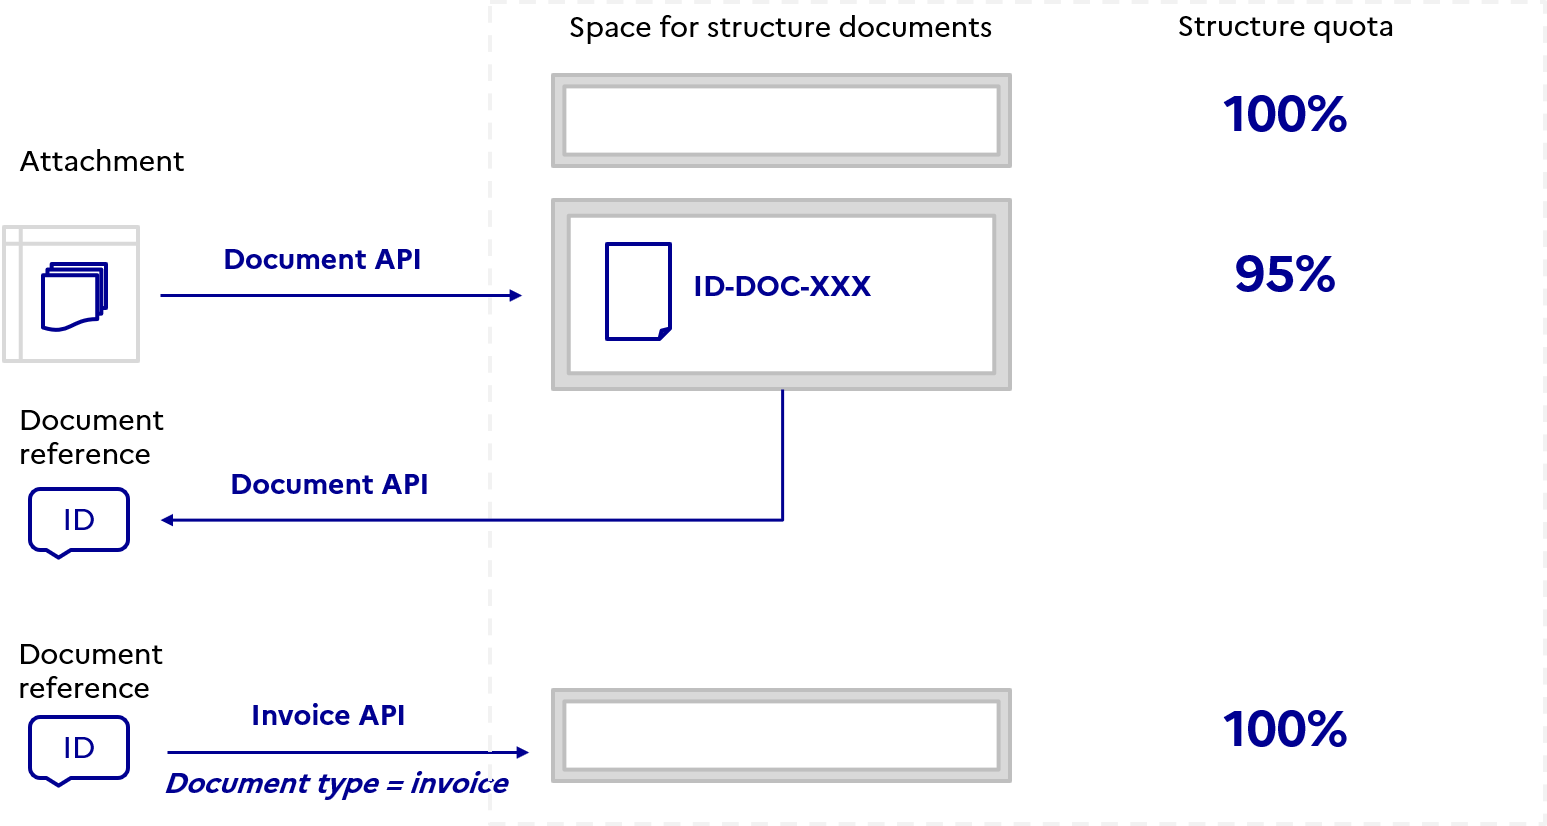 Space for structure documents
Structure quota
100%
Attachment
Document API
ID-DOC-XXX
95%
Document
reference
Document API
ID
Document
reference
Invoice API
ID
Document type = invoice
100%